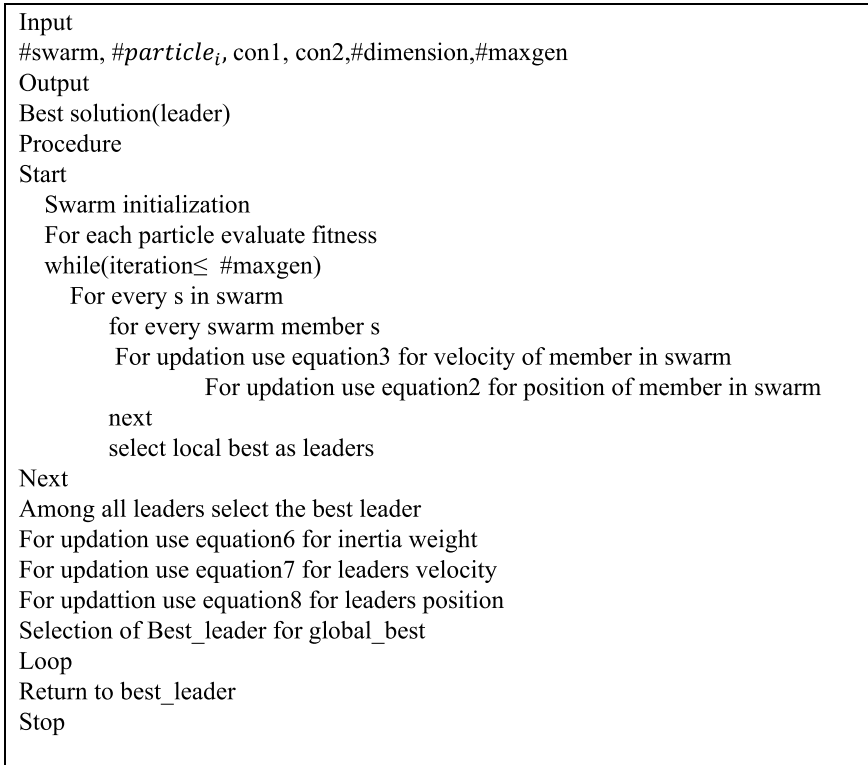 Input
#swarm, #particleᵢ, con1, con2,#dimension,#maxgen
Output
Best solution(leader)
Procedure
Start
Swarm initialization
For each particle evaluate fitness
while(iteration≤ #maxgen)
For every s in swarm
for every swarm member s
For updation use equation3 for velocity of member in swarm
For updation use equation2 for position of member in swarm
next
select local best as leaders
Next
Among all leaders select the best leader
For updation use equation6 for inertia weight
For updation use equation7 for leaders velocity
For updattion use equation8 for leaders position
Selection of Best_leader for global_best
Loop
Return to best_leader
Stop